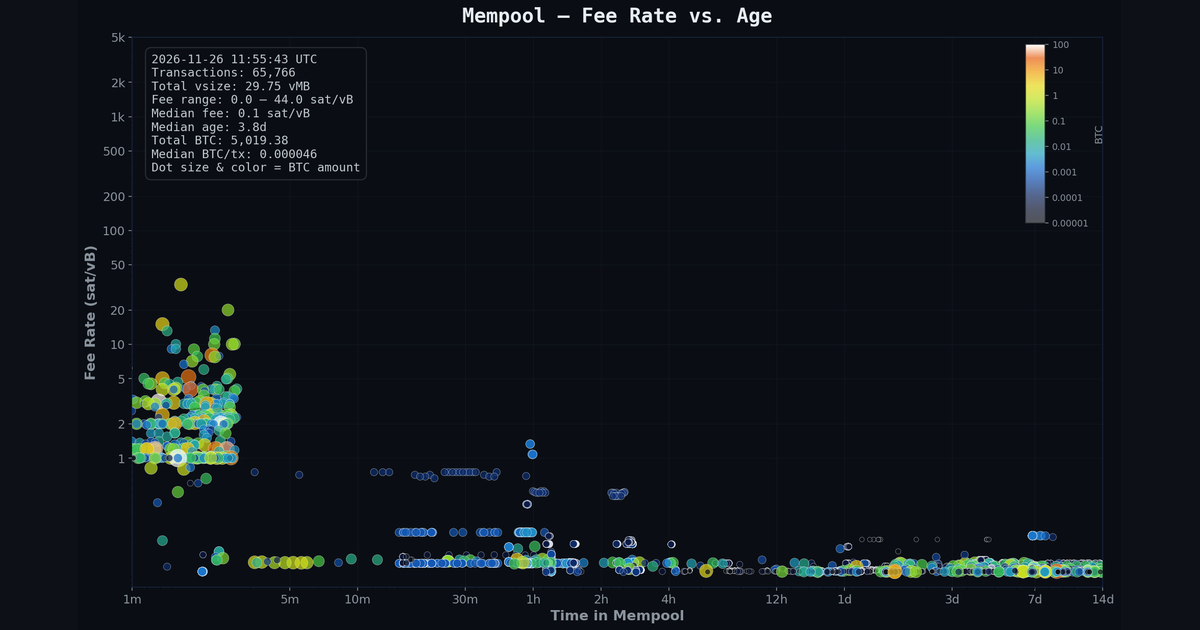 Mempool — Fee Rate vs. Age
2026-11-26 11:55:43 UTC
Transactions: 65,766
Total vsize: 29.75 vMB
Fee range: 0.0 – 44.0 sat/vB
Median fee: 0.1 sat/vB
Median age: 3.8d
Total BTC: 5,019.38
Median BTC/tx: 0.000046
Dot size & color = BTC amount
100
10
1
0.1
0.01
0.001
0.0001
0.00001
BTC
5k
2k
1k
500
200
100
50
20
10
5
2
1
Fee Rate (sat/vB)
1m 5m 10m 30m 1h 2h 4h 12h 1d 3d 7d 14d
Time in Mempool